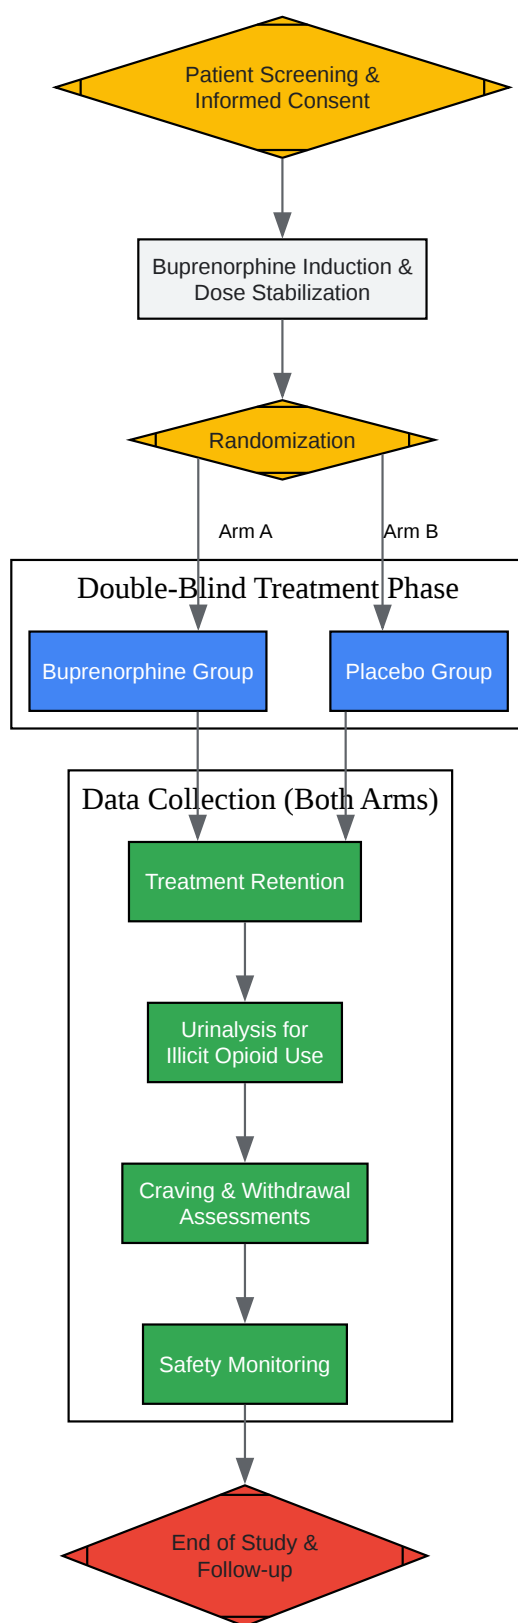 Patient Screening &
Informed Consent
Buprenorphine Induction &
Dose Stabilization
Randomization
Arm A
Arm B
Double-Blind Treatment Phase
Buprenorphine Group
Placebo Group
Data Collection (Both Arms)
Treatment Retention
Urinalysis for
Illicit Opioid Use
Craving & Withdrawal
Assessments
Safety Monitoring
End of Study &
Follow-up